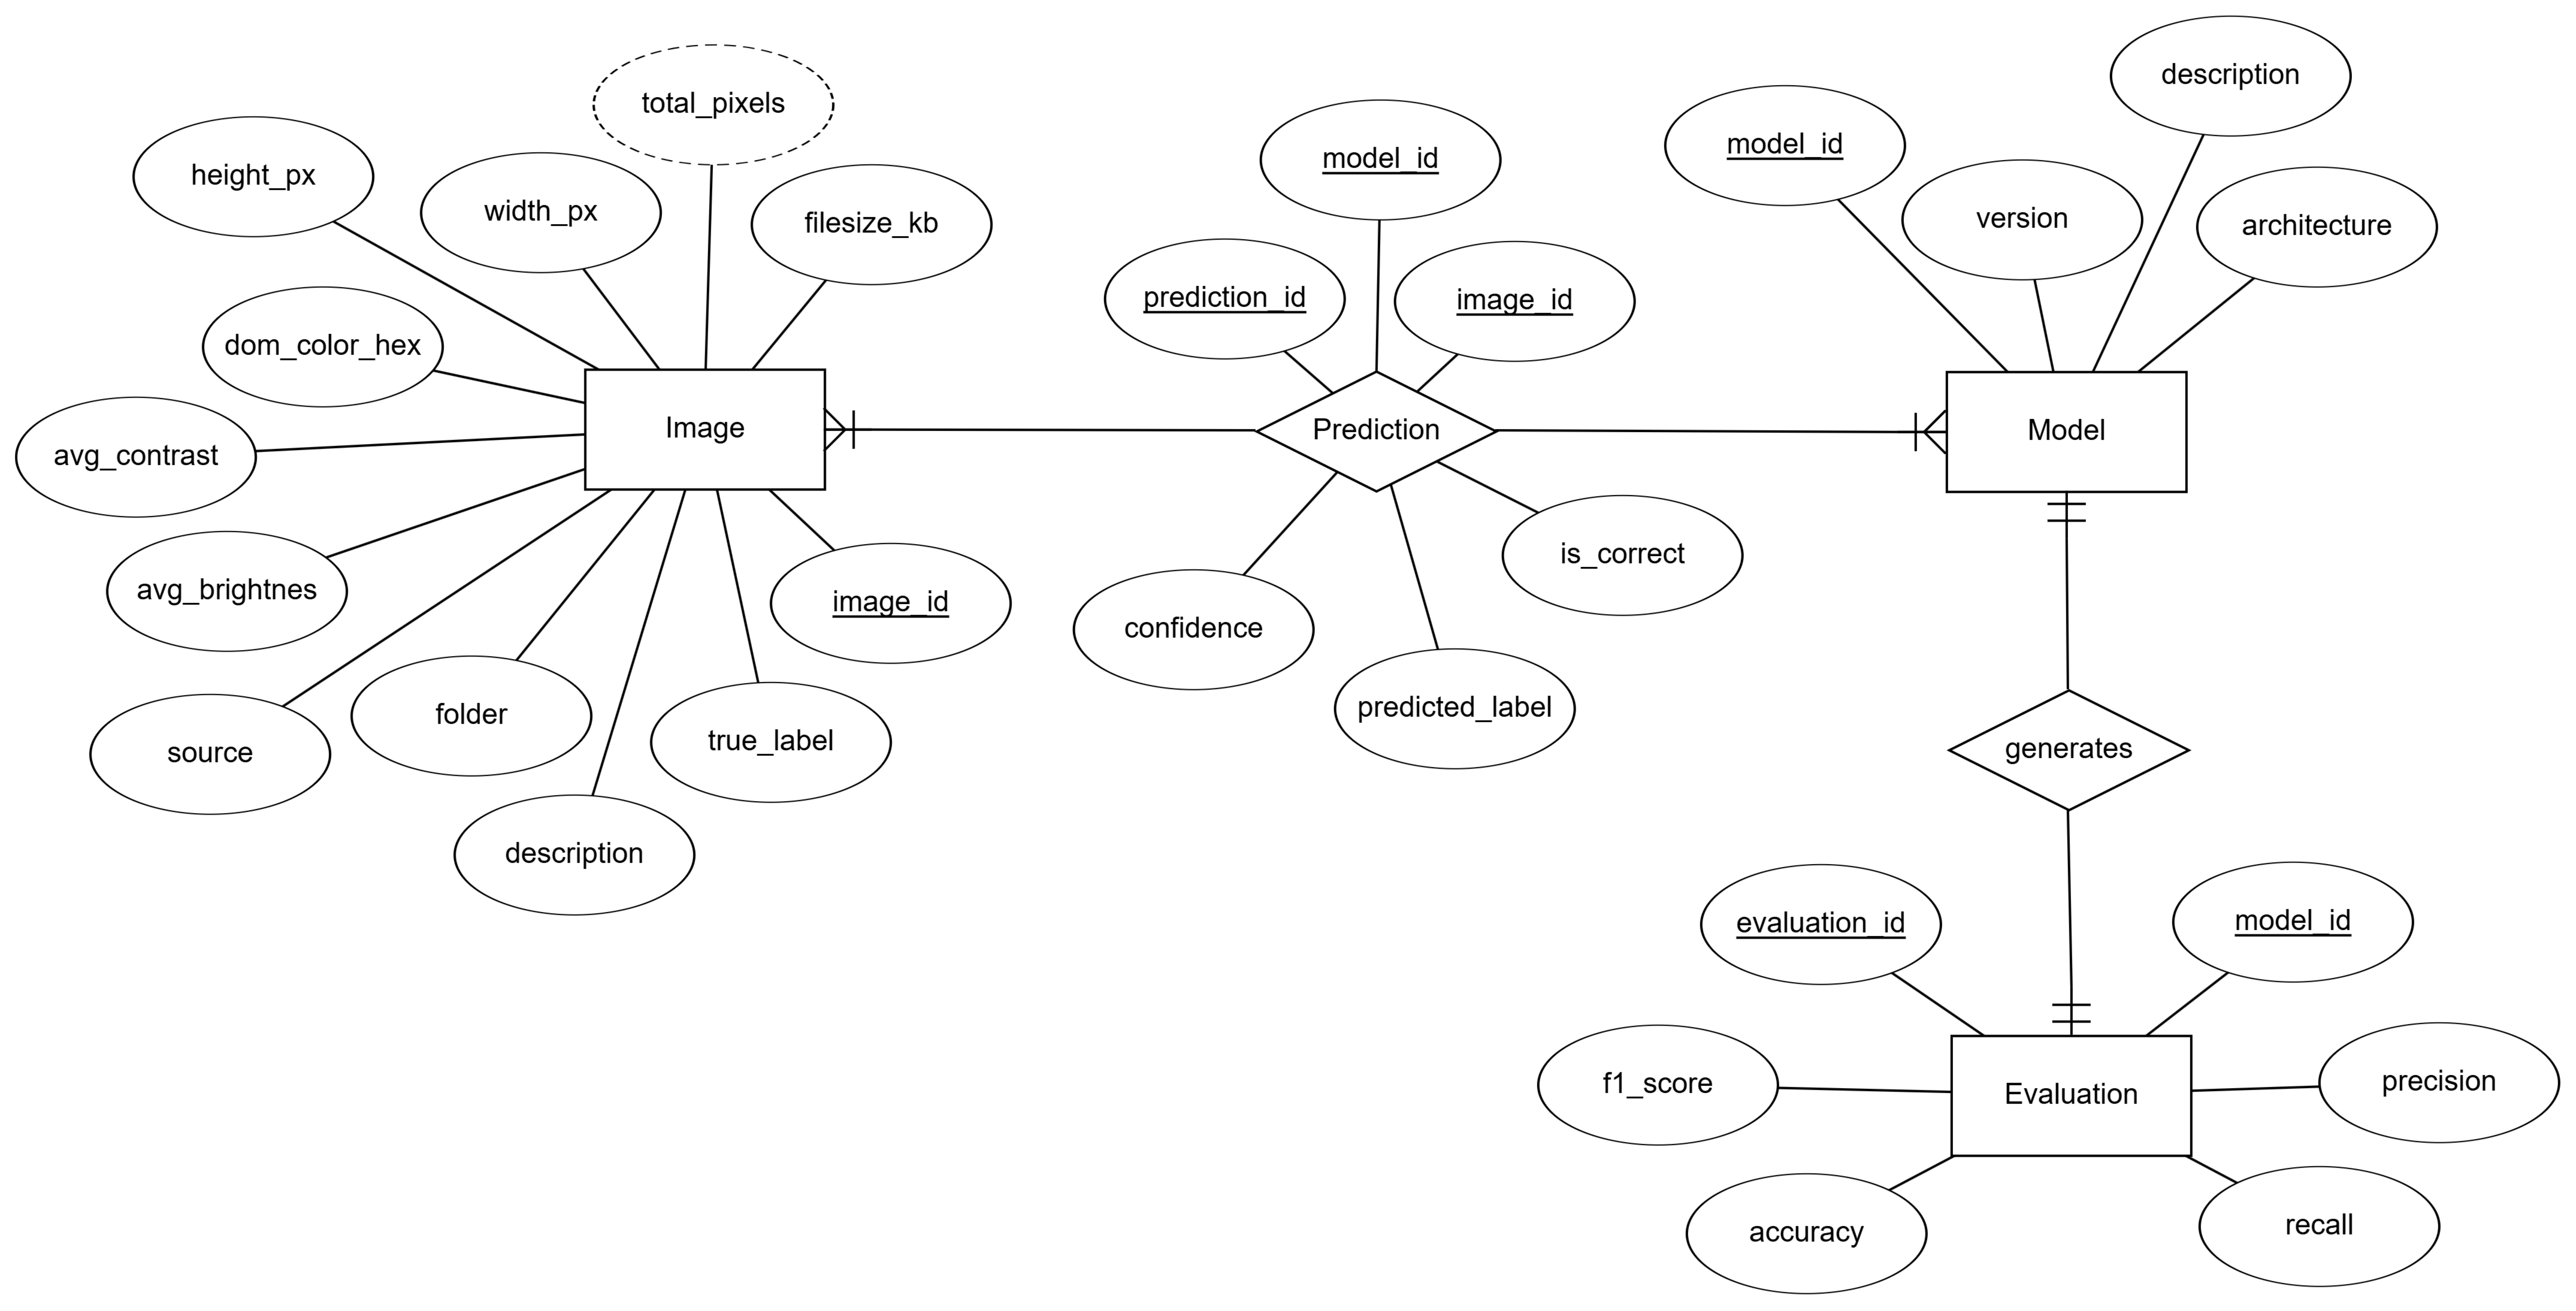 total_pixels
height_px
width_px
filesize_kb
dom_color_hex
avg_contrast
Image
avg_brightnes
image_id
source
folder
true_label
description
model_id
prediction_id
image_id
Prediction
is_correct
confidence
predicted_label
description
model_id
version
architecture
Model
generates
evaluation_id
model_id
f1_score
Evaluation
precision
accuracy
recall